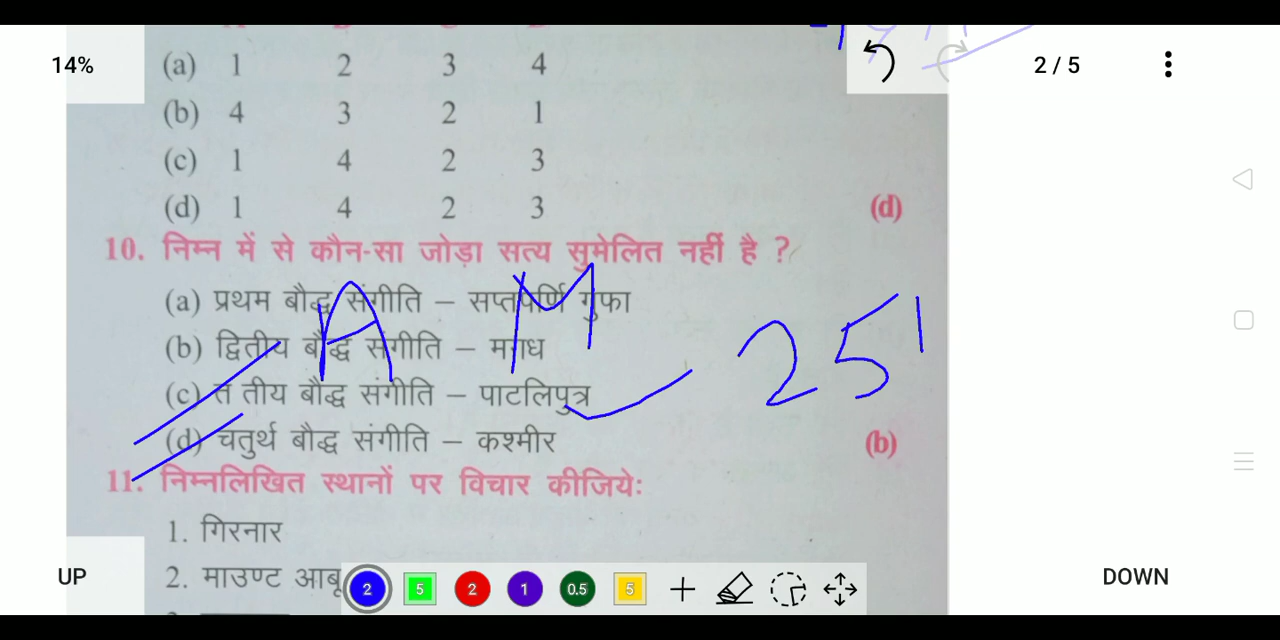 14%
2 / 5
(a) 1 2 3 4
(b) 4 3 2 1
(c) 1 4 2 3
(d) 1 4 2 3 (d)
10. निम्न में से कौन-सा जोड़ा सत्य सुमेलित नहीं है ?
(a) प्रथम बौद्ध संगीति – सप्तपर्णि गुफा
(b) द्वितीय बौद्ध संगीति – मगध
(c) त तीय बौद्ध संगीति – पाटलिपुत्र
(d) चतुर्थ बौद्ध संगीति – कश्मीर (b)
A M 251
11. निम्नलिखित स्थानों पर विचार कीजिये:
1. गिरनार
2. माउण्ट आबू
UP
DOWN
2 5 2 1 0.5 5